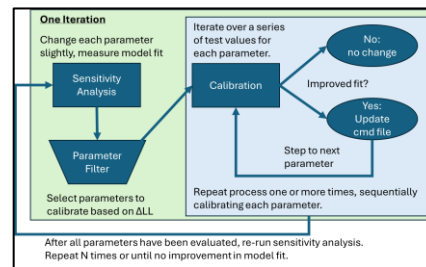 One Iteration
Change each parameter
slightly, measure model fit
Sensitivity
Analysis
Parameter
Filter
Select parameters to
calibrate based on ΔLL
Iterate over a series
of test values for
each parameter.
Calibration
No:
no change
Improved fit?
Yes:
Update
cmd file
Step to next
parameter
Repeat process one or more times, sequentially
calibrating each parameter.
After all parameters have been evaluated, re-run sensitivity analysis.
Repeat N times or until no improvement in model fit.